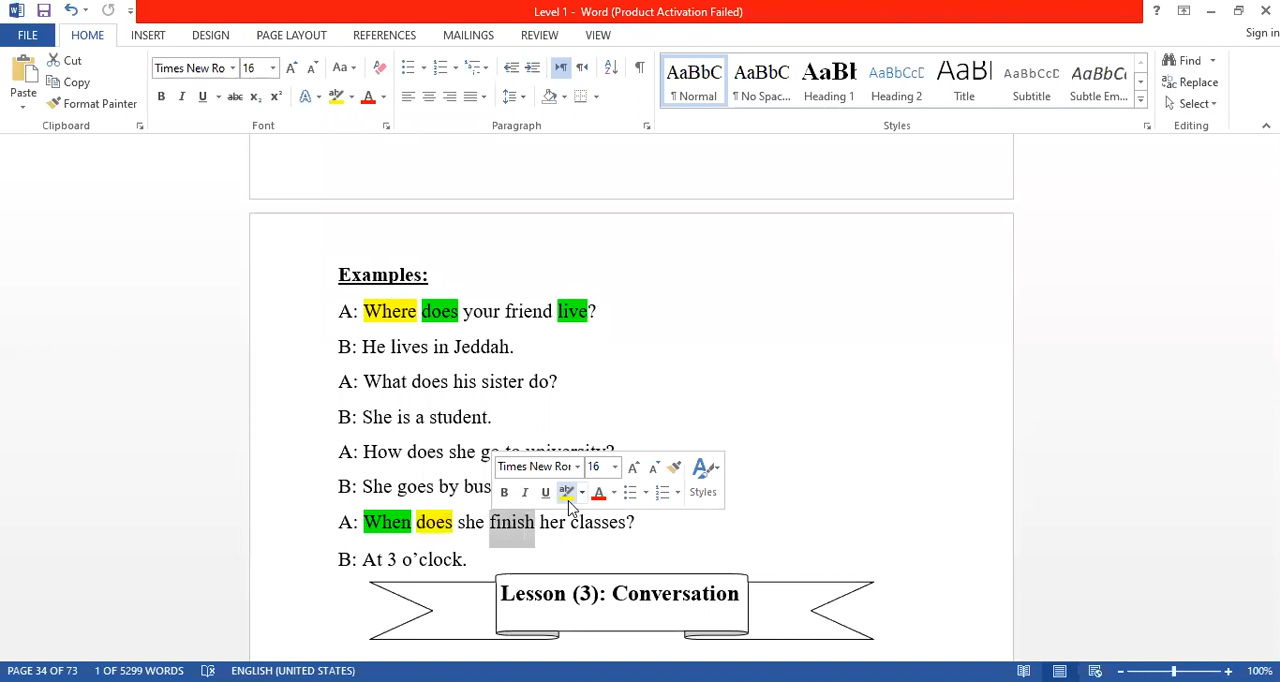 Level 1 - Word (Product Activation Failed)
FILE HOME INSERT DESIGN PAGE LAYOUT REFERENCES MAILINGS REVIEW VIEW Sign in
Paste Cut Copy Format Painter Clipboard
Times New Ro 16 Font
Paragraph
AaBbC ¶ Normal AaBbC ¶ No Spac... AaBb Heading 1 AaBbCcD Heading 2 AaB Title AaBbCcD Subtitle AaBbCc Subtle Em... Styles
Find Replace Select Editing
Examples:
A: Where does your friend live?
B: He lives in Jeddah.
A: What does his sister do?
B: She is a student.
A: How does she go to university?
B: She goes by bus
Times New Ror 16 Styles
A: When does she finish her classes?
B: At 3 o’clock.
Lesson (3): Conversation
PAGE 34 OF 73 1 OF 5299 WORDS ENGLISH (UNITED STATES) 100%